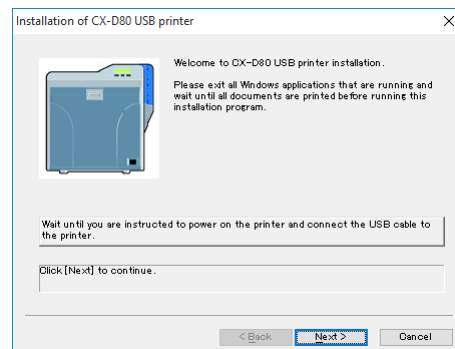 Installation of CX-D80 USB printer
Welcome to CX-D80 USB printer installation.
Please exit all Windows applications that are running and
wait until all documents are printed before running this
installation program.
Wait until you are instructed to power on the printer and connect the USB cable to
the printer.
Click [Next] to continue.
< Back
Next >
Cancel